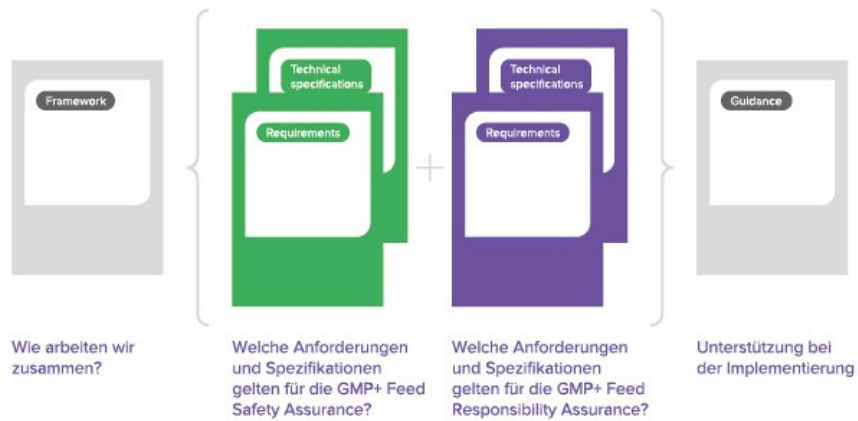 Framework
Technical
specifications
Requirements
+
Technical
specifications
Requirements
Guidance
Wie arbeiten wir
zusammen?
Welche Anforderungen
und Spezifikationen
gelten für die GMP+ Feed
Safety Assurance?
Welche Anforderungen
und Spezifikationen
gelten für die GMP+ Feed
Responsibility Assurance?
Unterstützung bei
der Implementierung